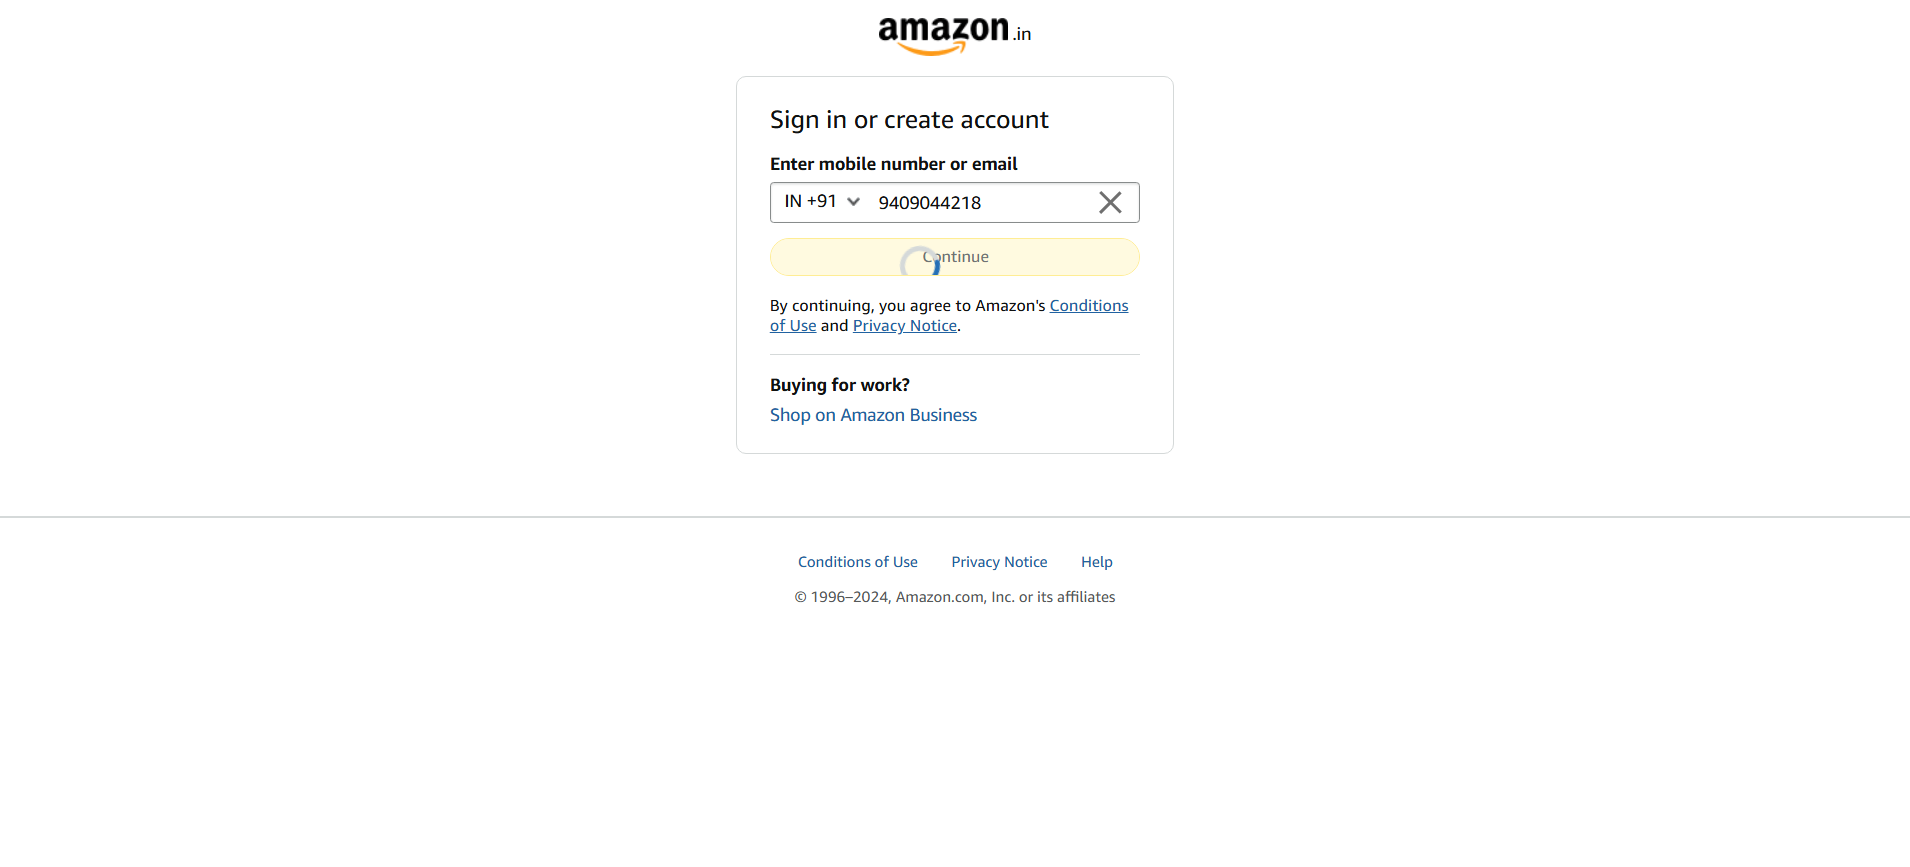 amazon.in
Sign in or create account
Enter mobile number or email
IN +91 9409044218
Continue
By continuing, you agree to Amazon's Conditions
of Use and Privacy Notice.
Buying for work?
Shop on Amazon Business
Conditions of Use Privacy Notice Help
© 1996–2024, Amazon.com, Inc. or its affiliates